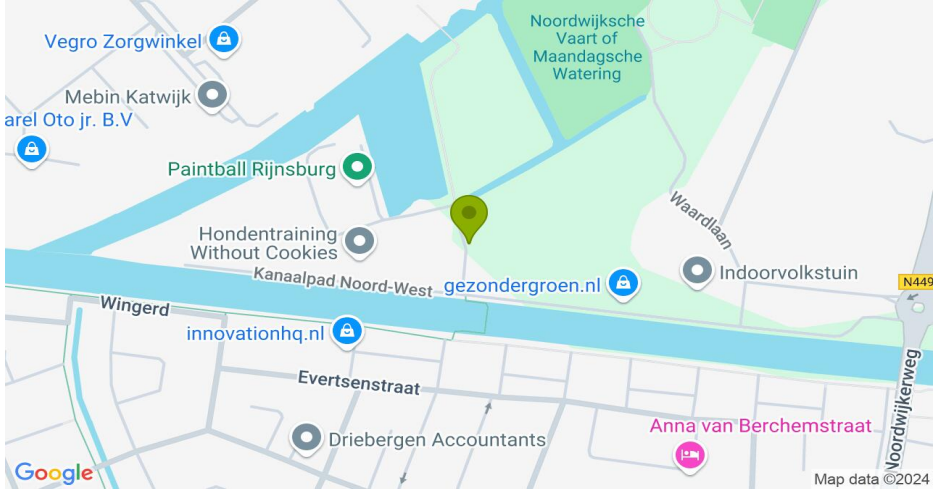 Noordwijksche
Vaart of
Maandagsche
Watering
Vegro Zorgwinkel
Mebin Katwijk
arel Oto jr. B.V
Paintball Rijnsburg
Waardlaan
Hondentraining
Without Cookies
Kanaalpad Noord-West
gezondergroen.nl
Indoorvolkstuin
N449
Wingerd
innovationhq.nl
Evertsenstraat
Noordwijkerweg
Anna van Berchemstraat
Driebergen Accountants
Google
Map data ©2024